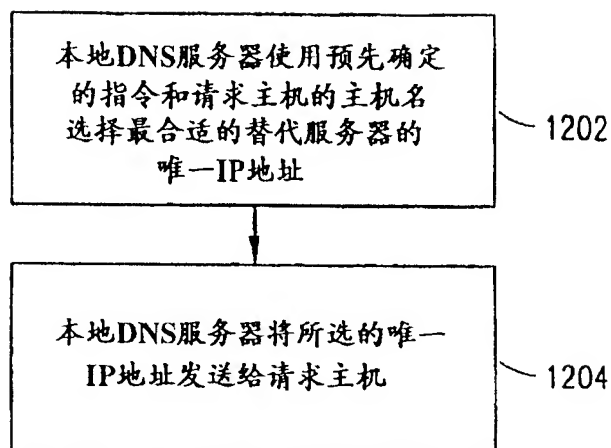 本地DNS服务器使用预先确定
的指令和请求主机的主机名
选择最合适的替代服务器的
唯一IP地址
1202
本地DNS服务器将所选的唯一
IP地址发送给请求主机
1204